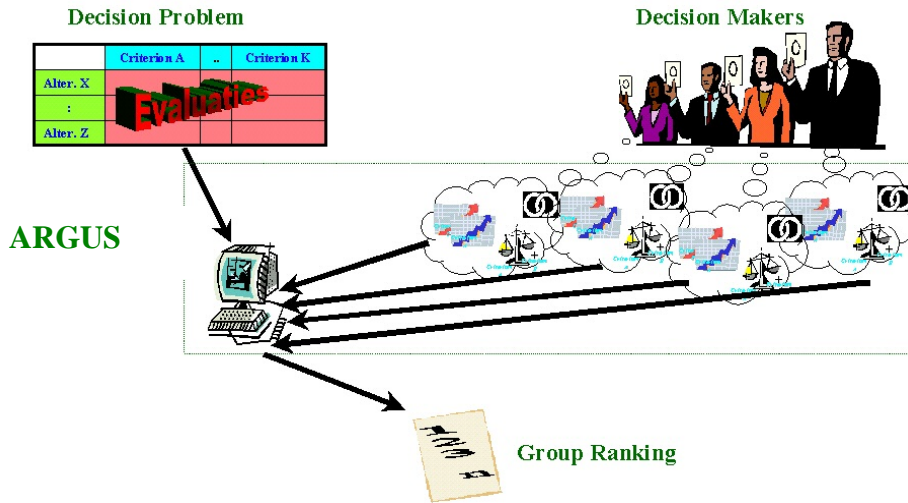 Decision Problem
Decision Makers
Criterion A .. Criterion K
Alter. X
:
Alter. Z
Evaluaties
ARGUS
Group Ranking